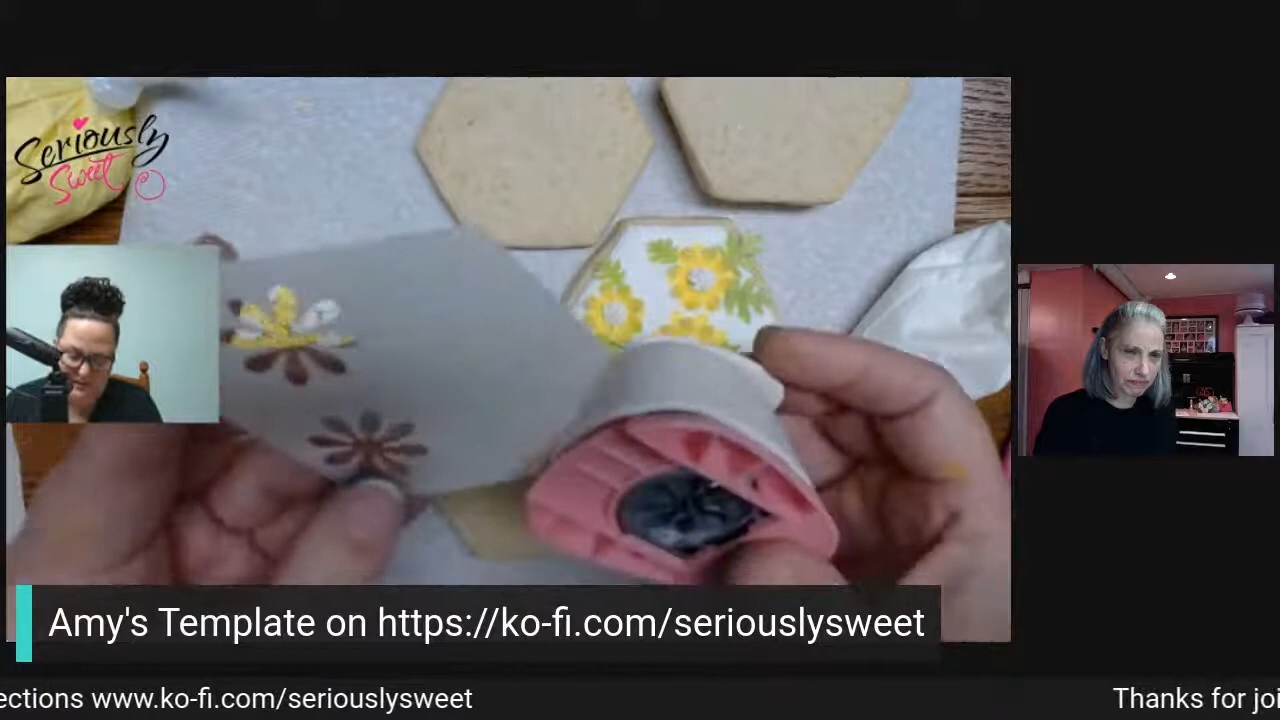 Seriously
Sweet
Amy's Template on https://ko-fi.com/seriouslysweet
ections www.ko-fi.com/seriouslysweet
Thanks for joi